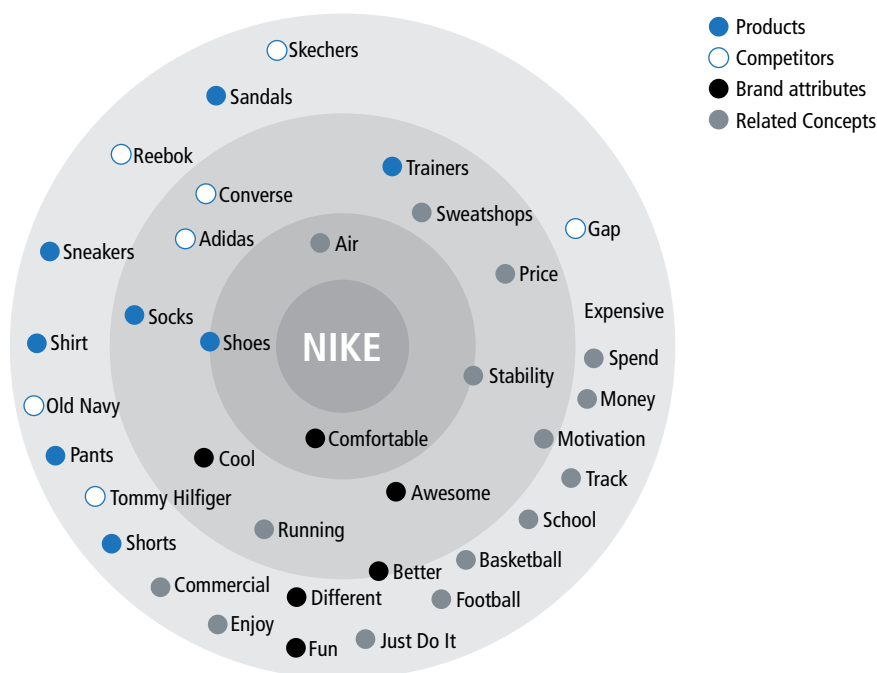 Skechers
Products
Competitors
Brand attributes
Related Concepts
Sandals
Reebok
Trainers
Converse
Sweatshops
Adidas
Air
Gap
Sneakers
Price
Expensive
Socks
Shoes
NIKE
Shirt
Spend
Stability
Money
Old Navy
Comfortable
Motivation
Pants
Cool
Track
Awesome
Tommy Hilfiger
School
Running
Shorts
Basketball
Better
Commercial
Different
Football
Enjoy
Just Do It
Fun